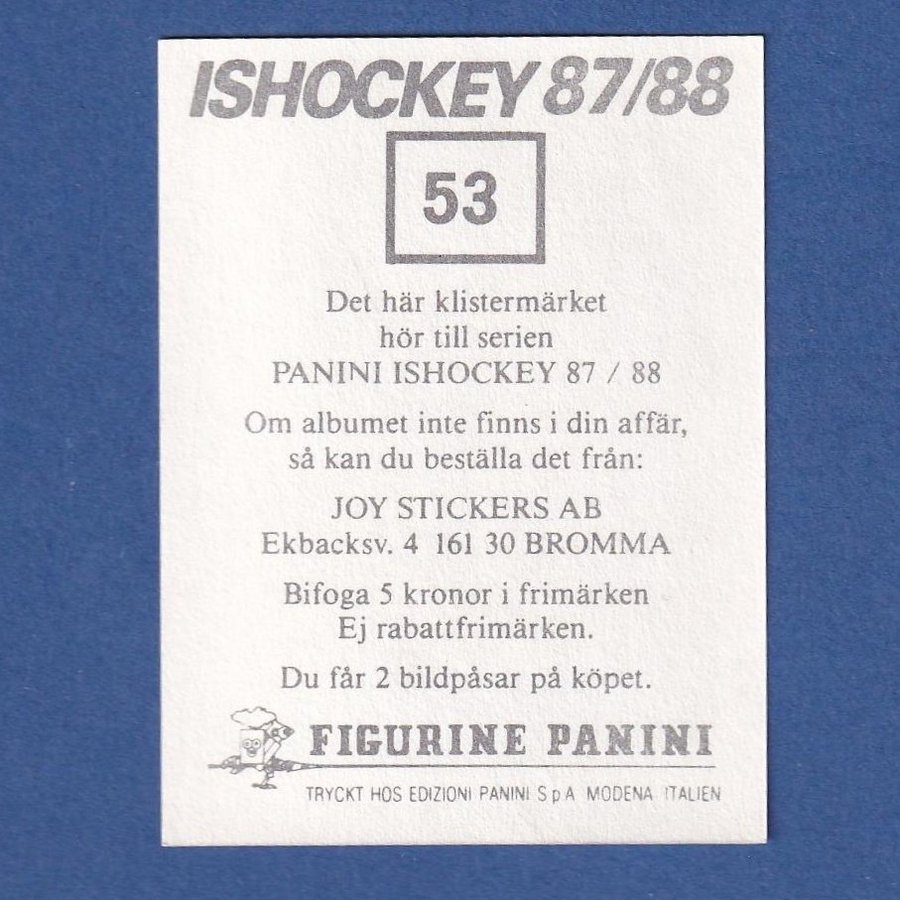 ISHOCKEY 87/88
53
Det här klistermärket
hör till serien
PANINI ISHOCKEY 87 / 88
Om albumet inte finns i din affär,
så kan du beställa det från:
JOY STICKERS AB
Ekbacksv. 4 161 30 BROMMA
Bifoga 5 kronor i frimärken
Ej rabattfrimärken.
Du får 2 bildpåsar på köpet.
FIGURINE PANINI
TRYCKT HOS EDIZIONI PANINI S p A MODENA ITALIEN